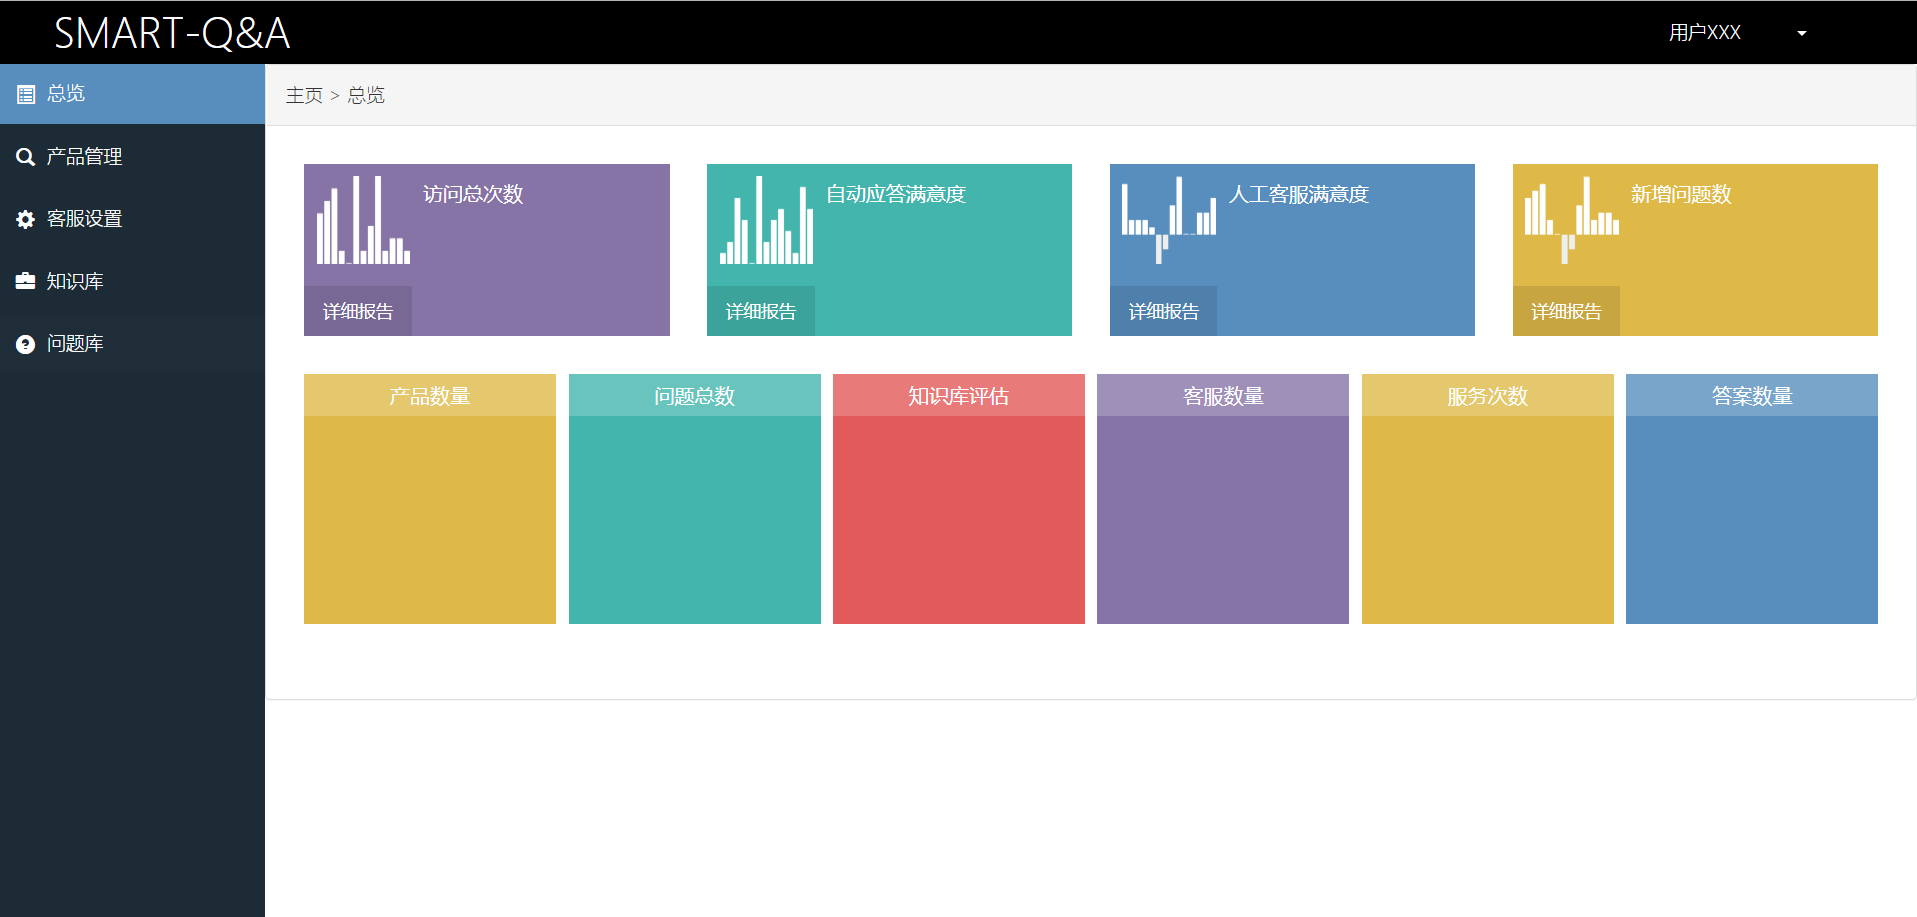 SMART-Q&A
用户XXX
总览
产品管理
客服设置
知识库
问题库
主页 > 总览
访问总次数
详细报告
自动应答满意度
详细报告
人工客服满意度
详细报告
新增问题数
详细报告
产品数量
问题总数
知识库评估
客服数量
服务次数
答案数量